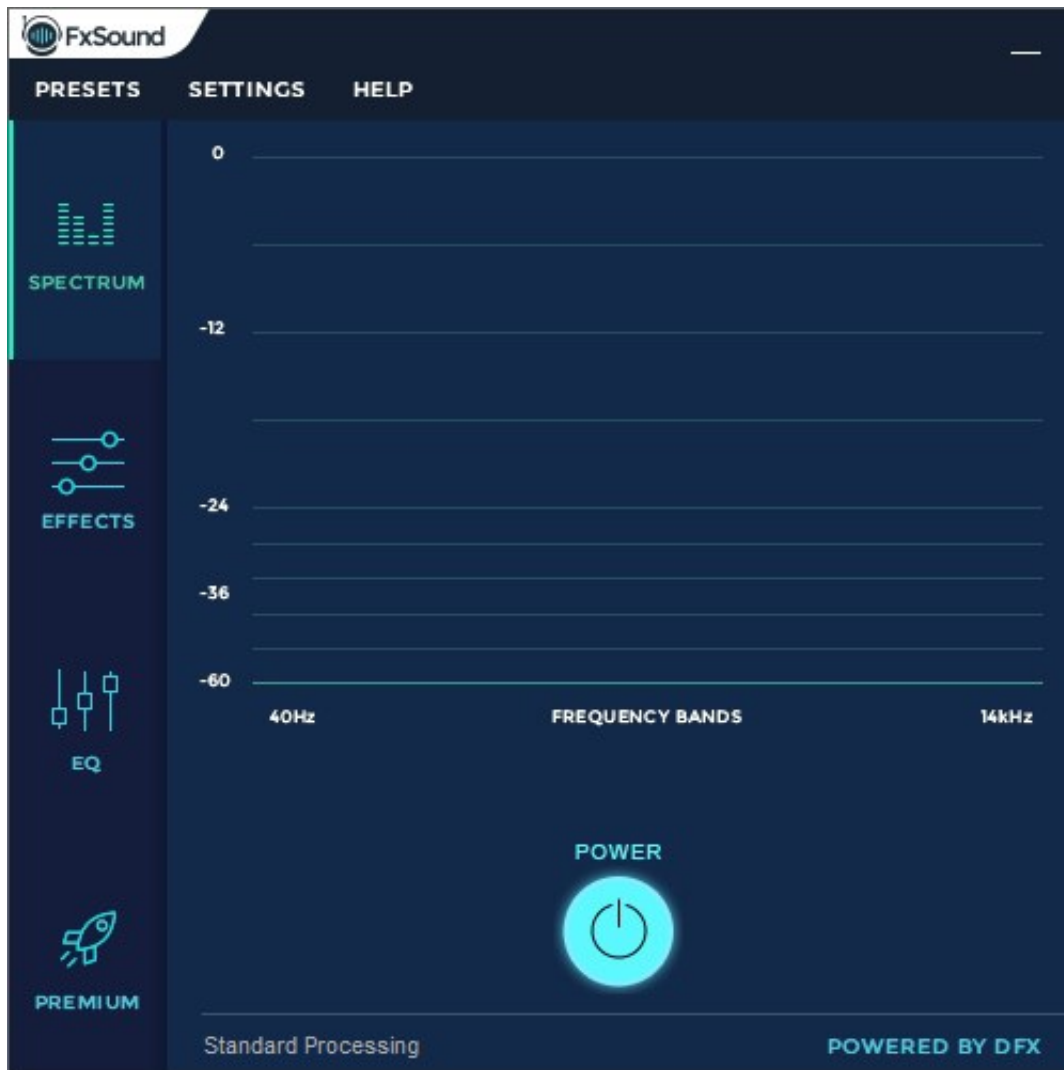 FxSound
PRESETS SETTINGS HELP
SPECTRUM
EFFECTS
EQ
PREMIUM
0
-12
-24
-36
-60
40Hz FREQUENCY BANDS 14kHz
POWER
Standard Processing POWERED BY DFX